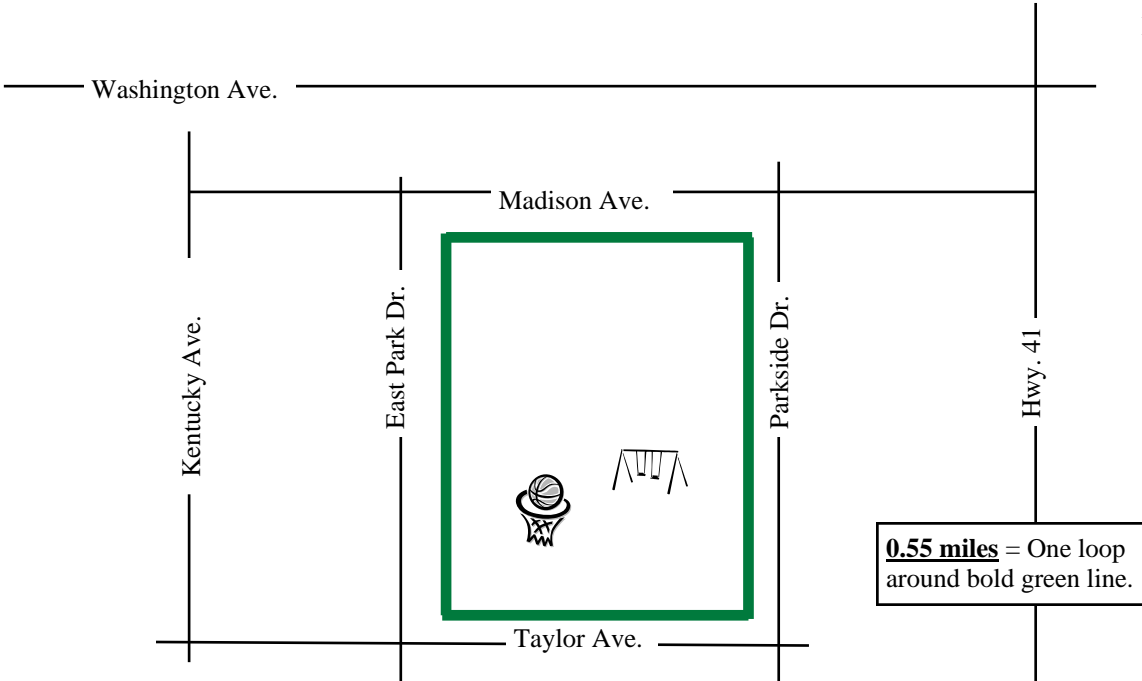 Washington Ave.
Madison Ave.
Kentucky Ave.
East Park Dr.
Parkside Dr.
Hwy. 41
0.55 miles = One loop
around bold green line.
Taylor Ave.